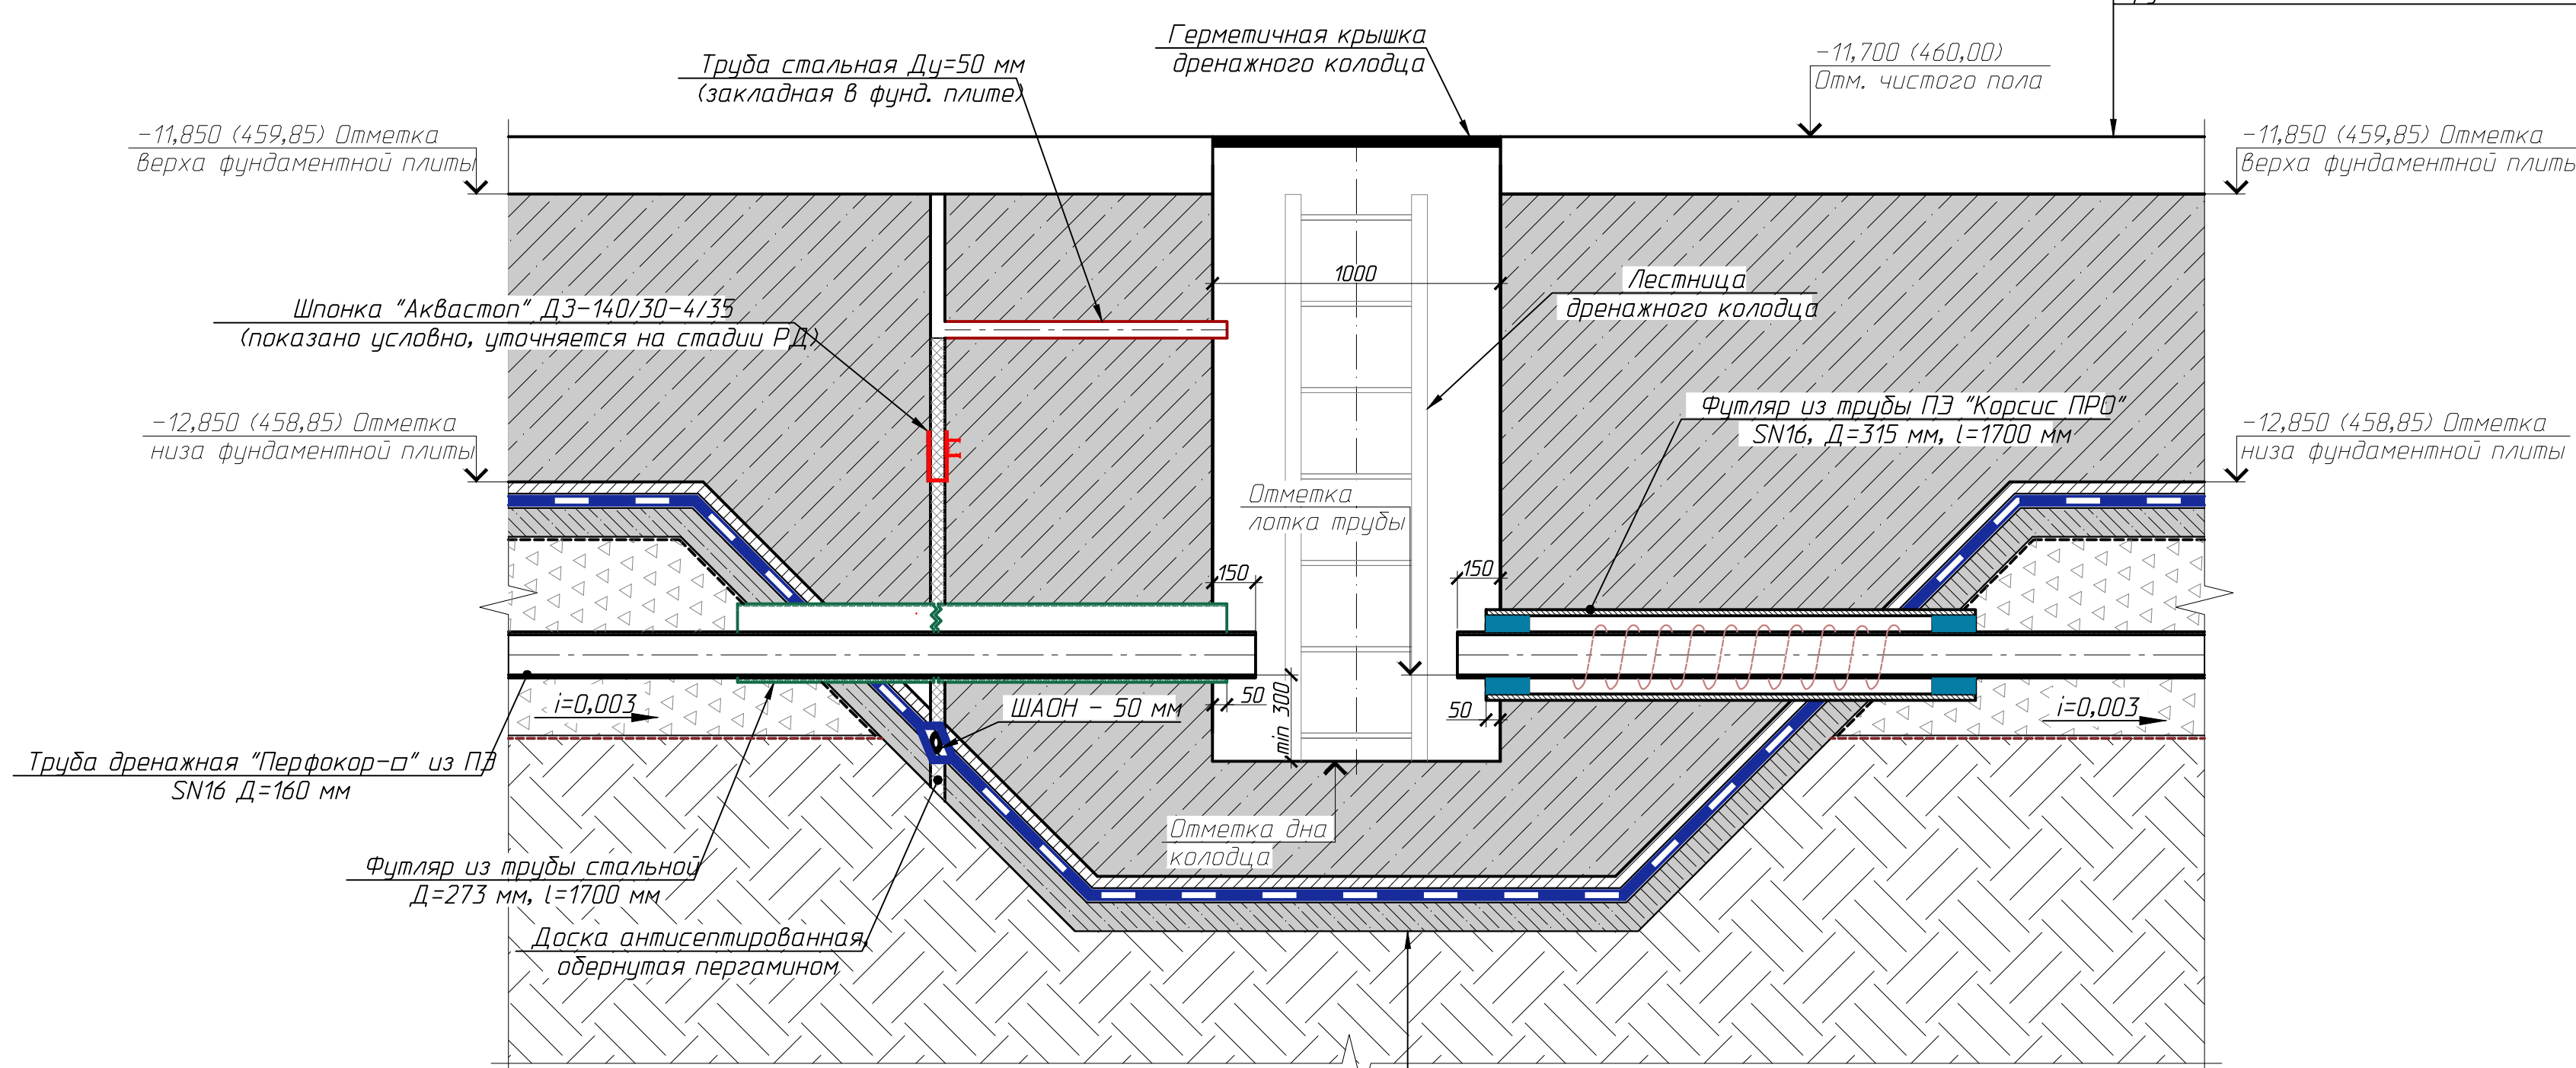 Герметичная крышка
дренажного колодца
Труба стальная Ду=50 мм
(закладная в фунд. плите)
-11,700 (460,00)
Отм. чистого пола
-11,850 (459,85) Отметка
верха фундаментной плиты
-11,850 (459,85) Отметка
верха фундаментной плиты
1000
Лестница
дренажного колодца
Шпонка "Аквастоп" ДЗ-140/30-4/35
(показано условно, уточняется на стадии РД)
Футляр из трубы ПЭ "Корсис ПРО"
SN16, Д=315 мм, l=1700 мм
-12,850 (458,85) Отметка
низа фундаментной плиты
-12,850 (458,85) Отметка
низа фундаментной плиты
Отметка
лотка трубы
150
150
50
min 300
50
i=0,003
i=0,003
ШАОН - 50 мм
Труба дренажная "Перфокор-□" из ПЭ
SN16 Д=160 мм
Отметка дна
колодца
Футляр из трубы стальной
Д=273 мм, l=1700 мм
Доска антисептированная,
обернутая пергамином